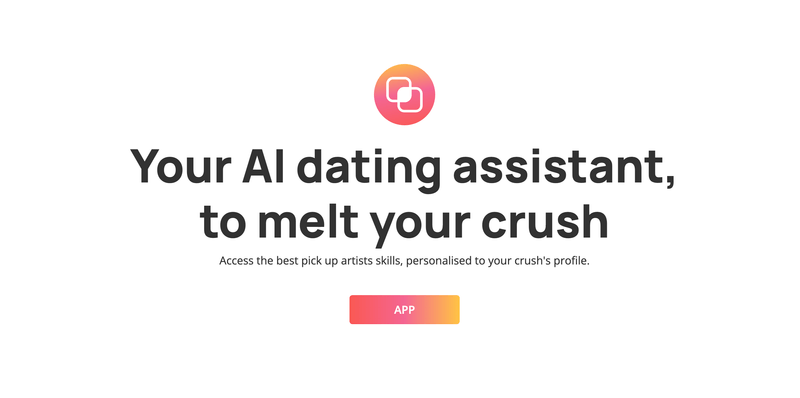 Your AI dating assistant,
to melt your crush
Access the best pick up artists skills, personalised to your crush's profile.
APP